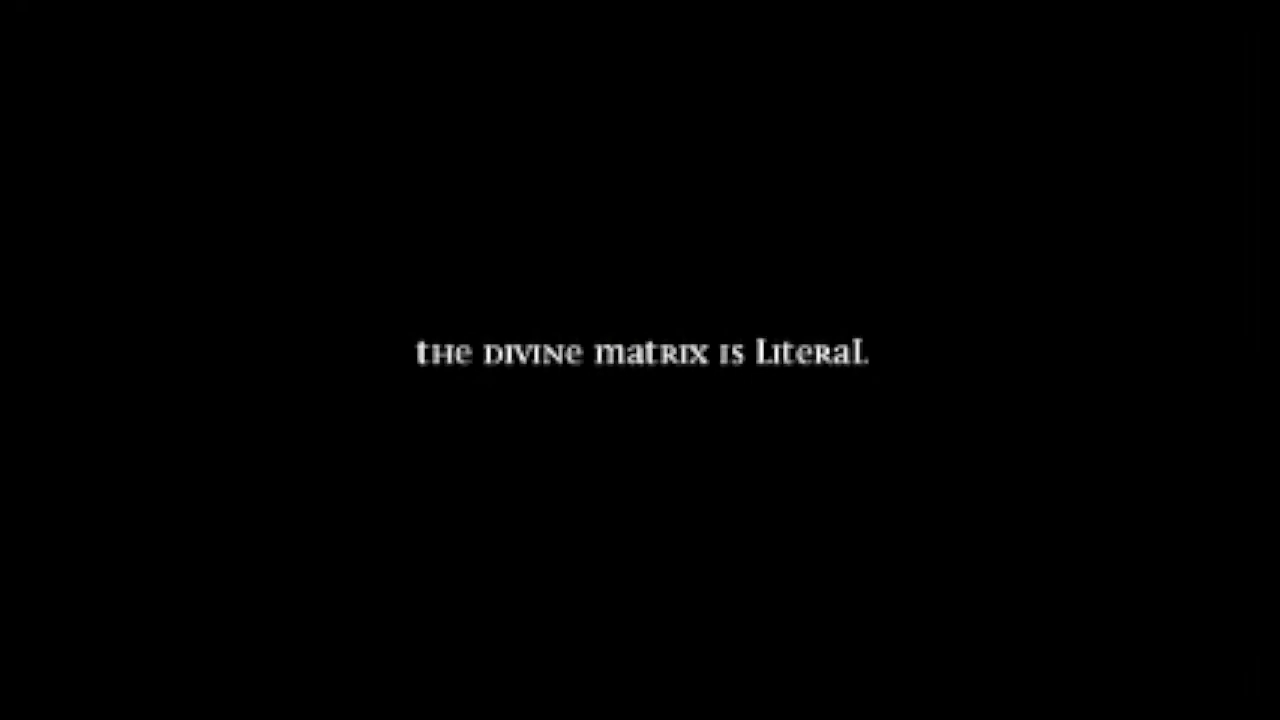 the divine matrix is literal.